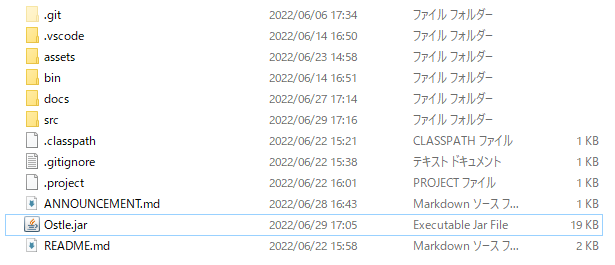 .git 2022/06/06 17:34 ファイル フォルダー
.vscode 2022/06/14 16:50 ファイル フォルダー
assets 2022/06/23 14:58 ファイル フォルダー
bin 2022/06/14 16:51 ファイル フォルダー
docs 2022/06/27 17:14 ファイル フォルダー
src 2022/06/29 17:16 ファイル フォルダー
.classpath 2022/06/22 15:21 CLASSPATH ファイル 1 KB
.gitignore 2022/06/22 15:38 テキスト ドキュメント 1 KB
.project 2022/06/22 16:01 PROJECT ファイル 1 KB
ANNOUNCEMENT.md 2022/06/28 16:43 Markdown ソース フ... 1 KB
Ostle.jar 2022/06/29 17:05 Executable Jar File 19 KB
README.md 2022/06/22 15:58 Markdown ソース フ... 2 KB